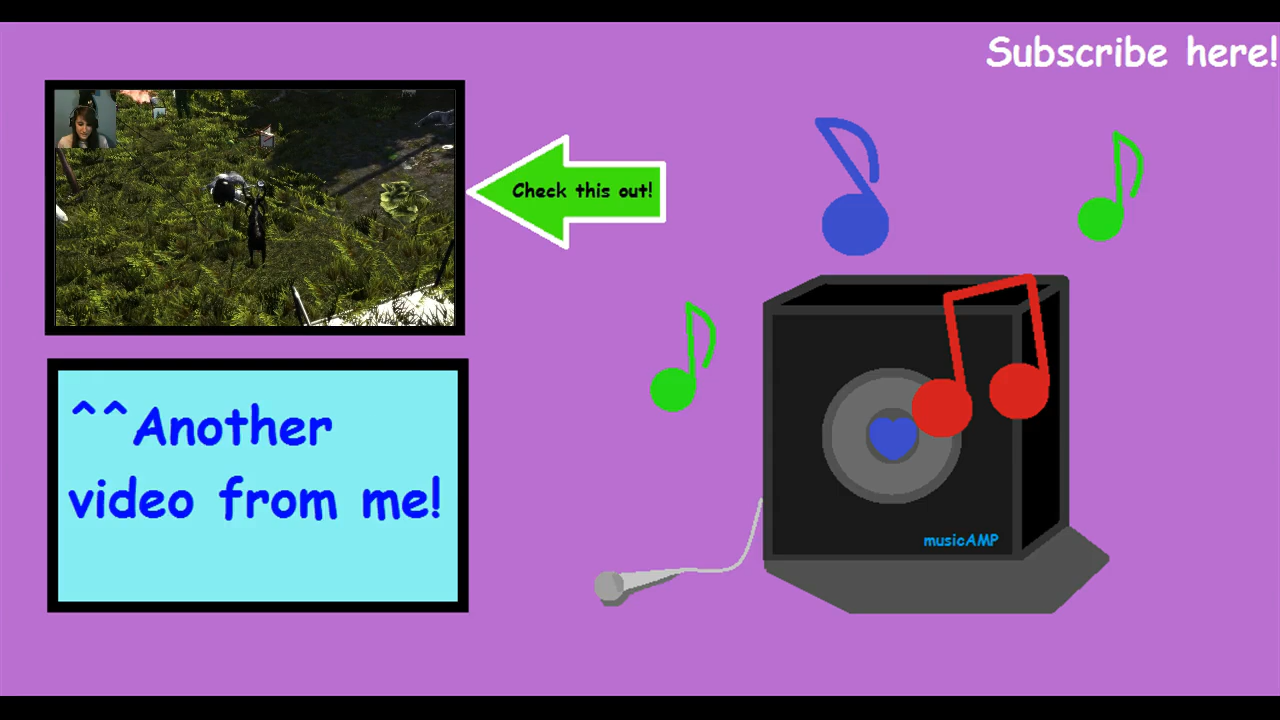 Subscribe here!
Check this out!
^^Another
video from me!
musicAMP